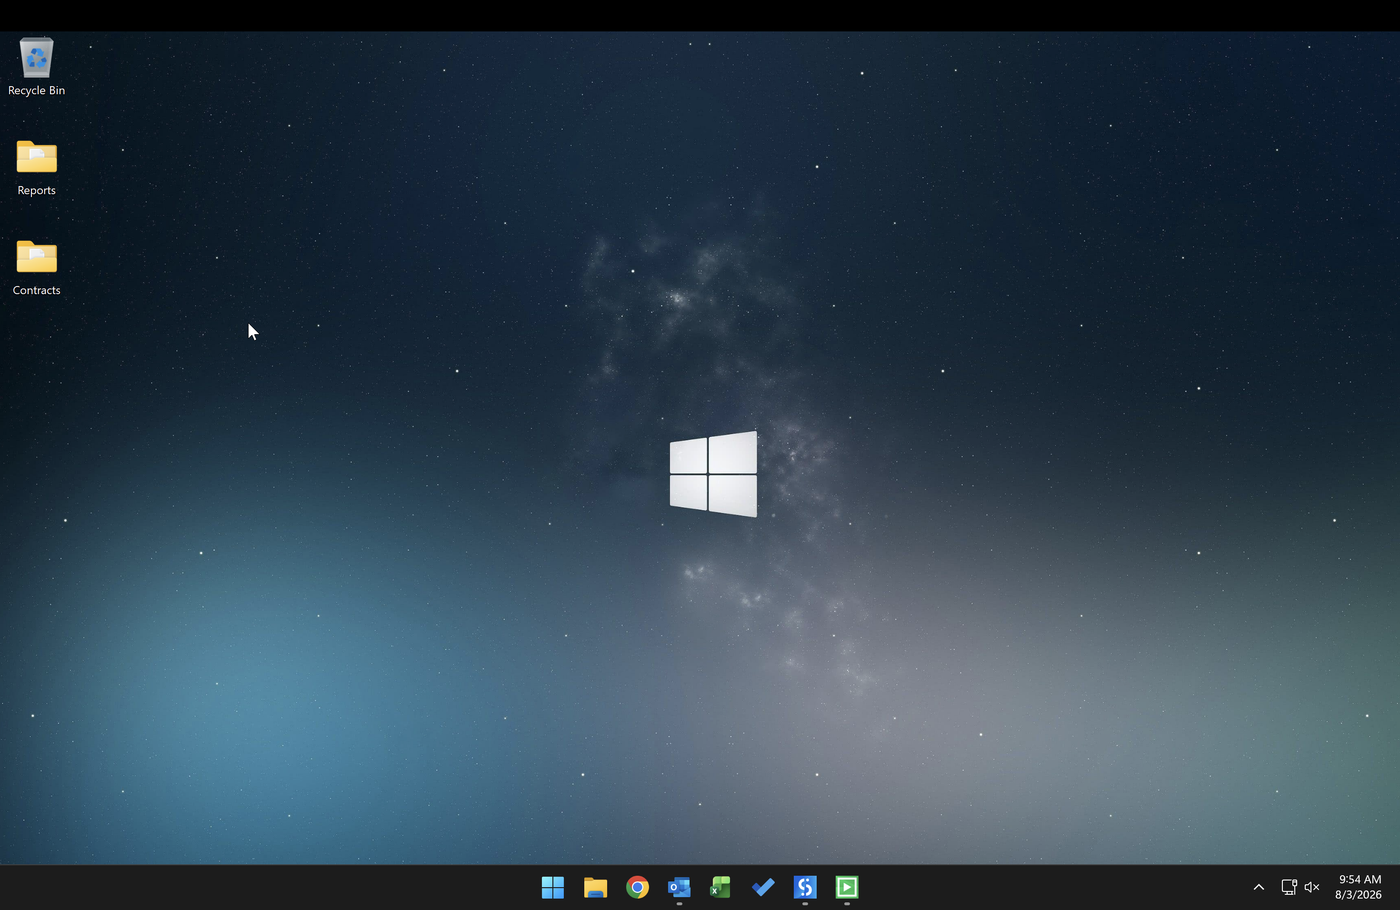 Recycle Bin
Reports
Contracts
9:54 AM
8/3/2026